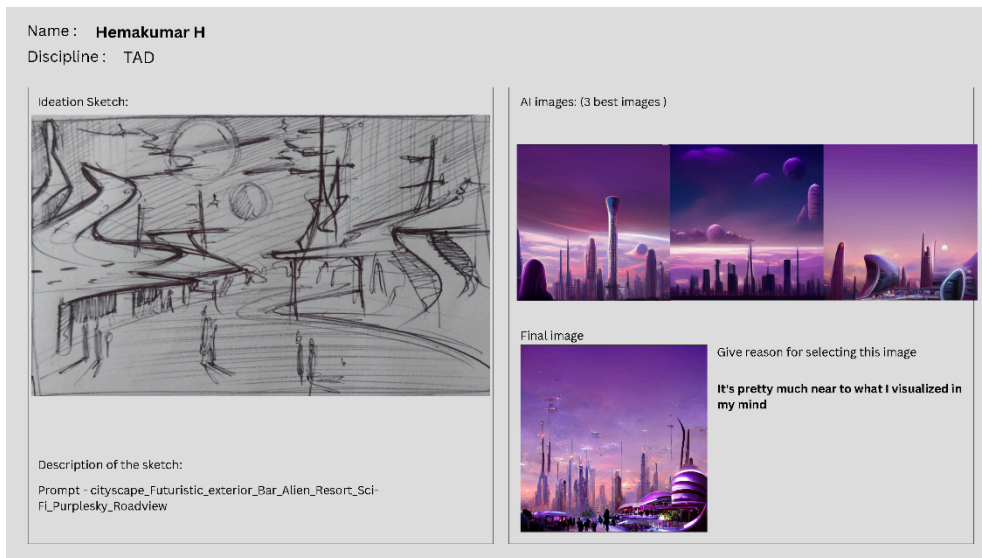 Name : Hemakumar H
Discipline : TAD
Ideation Sketch:
Description of the sketch:
Prompt - cityscape_Futuristic_exterior_Bar_Alien_Resort_Sci-
Fi_Purplesky_Roadview
AI images: (3 best images )
Final image
Give reason for selecting this image
It's pretty much near to what I visualized in
my mind